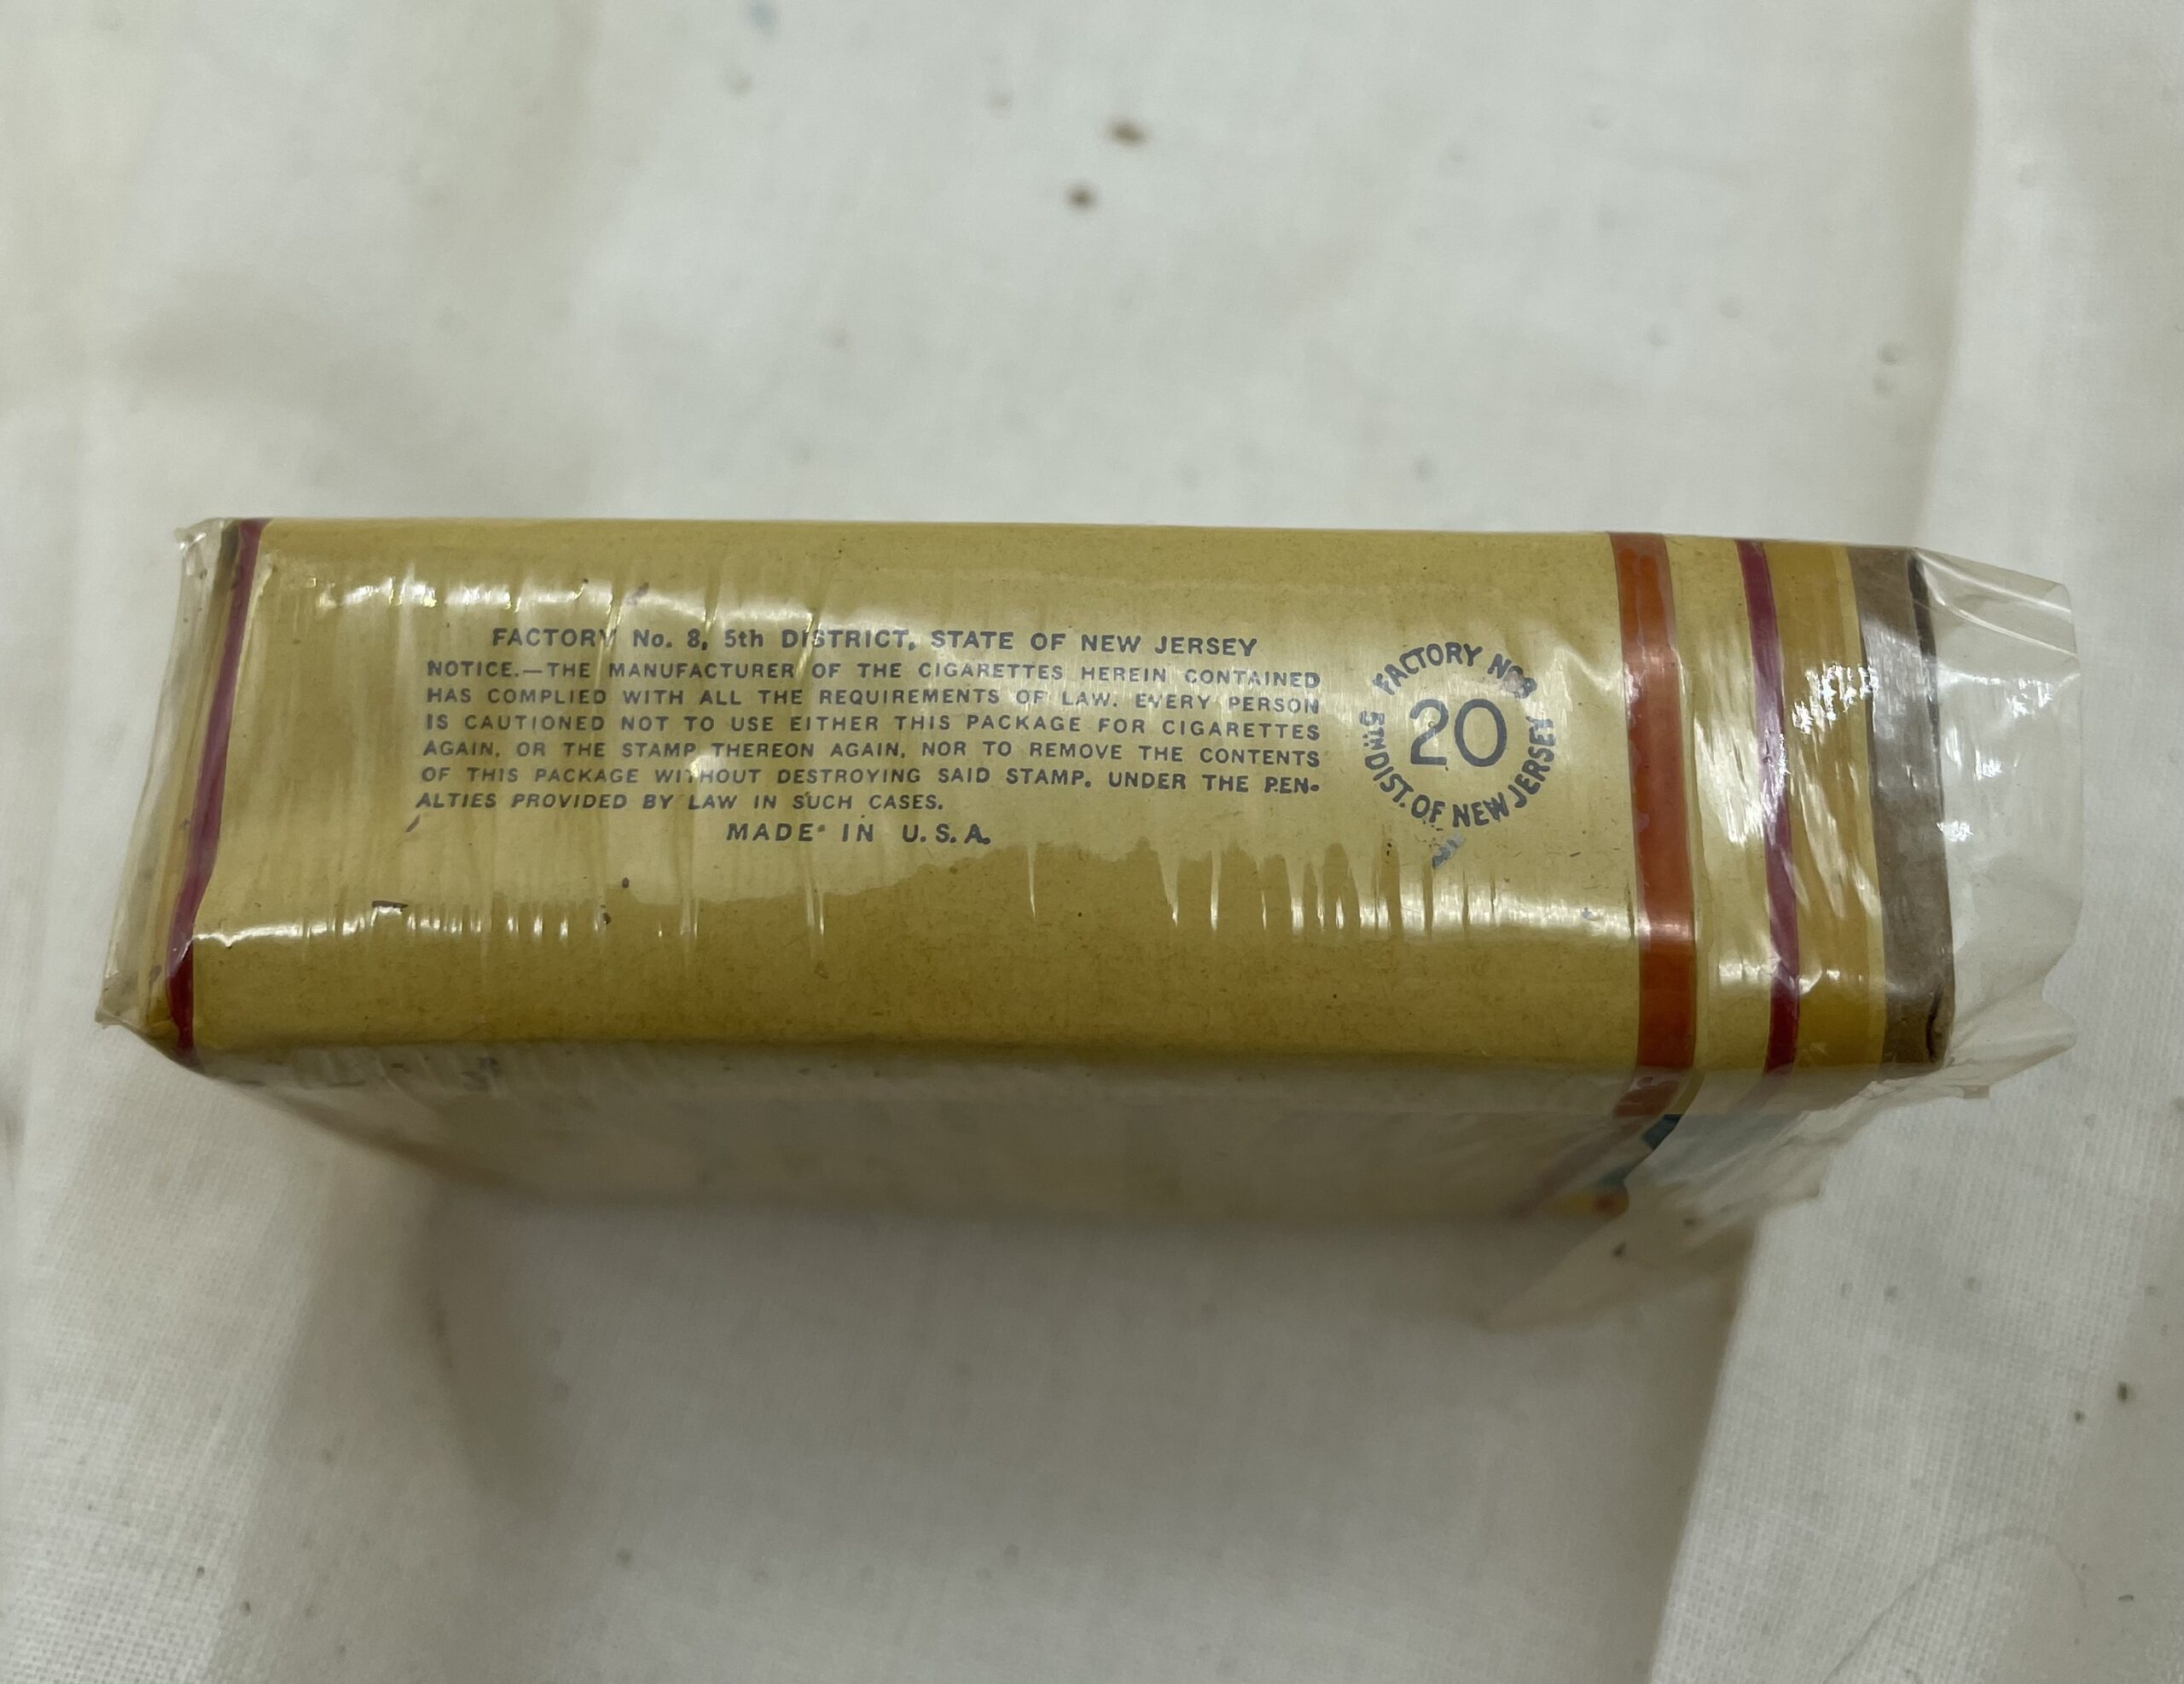 FACTORY No. 8, 5th DISTRICT, STATE OF NEW JERSEY
NOTICE.—THE MANUFACTURER OF THE CIGARETTES HEREIN CONTAINED
HAS COMPLIED WITH ALL THE REQUIREMENTS OF LAW. EVERY PERSON
IS CAUTIONED NOT TO USE EITHER THIS PACKAGE FOR CIGARETTES
AGAIN, OR THE STAMP THEREON AGAIN, NOR TO REMOVE THE CONTENTS
OF THIS PACKAGE WITHOUT DESTROYING SAID STAMP, UNDER THE PEN-
ALTIES PROVIDED BY LAW IN SUCH CASES.
MADE IN U.S.A.
FACTORY No 8
20
5TH DIST. OF NEW JERSEY